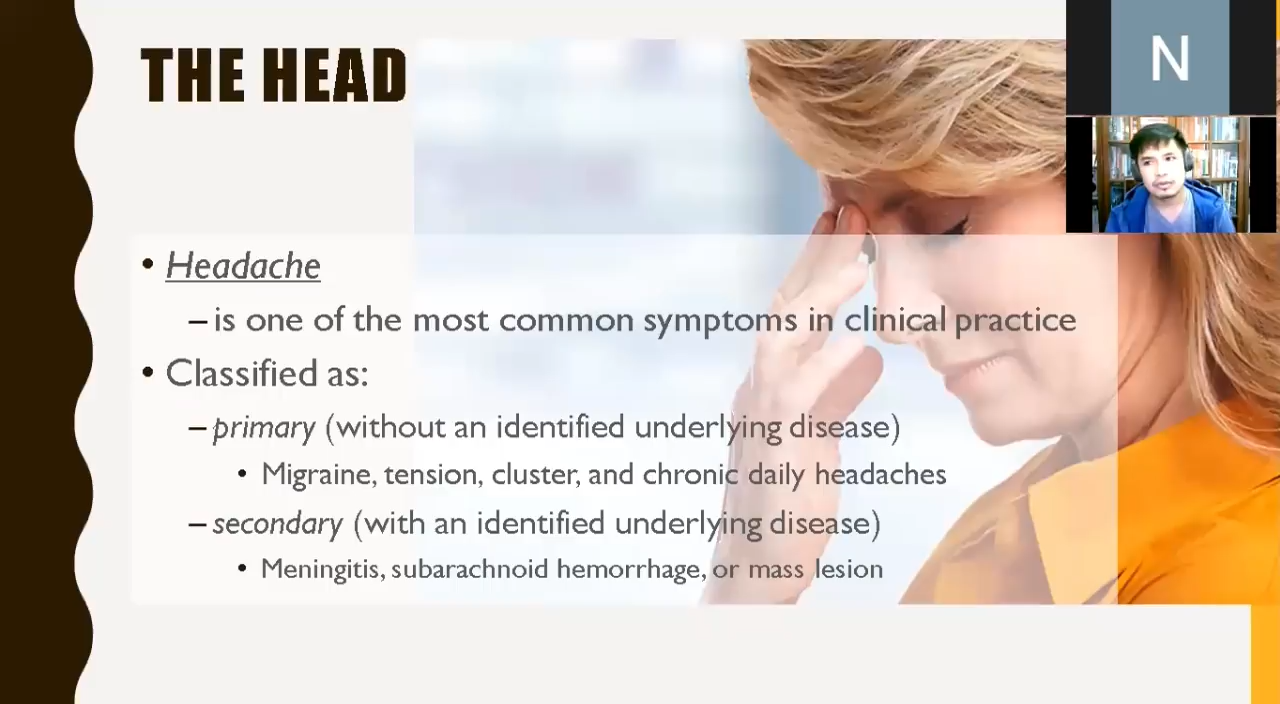 THE HEAD
N
• Headache
– is one of the most common symptoms in clinical practice
• Classified as:
– primary (without an identified underlying disease)
• Migraine, tension, cluster, and chronic daily headaches
– secondary (with an identified underlying disease)
• Meningitis, subarachnoid hemorrhage, or mass lesion